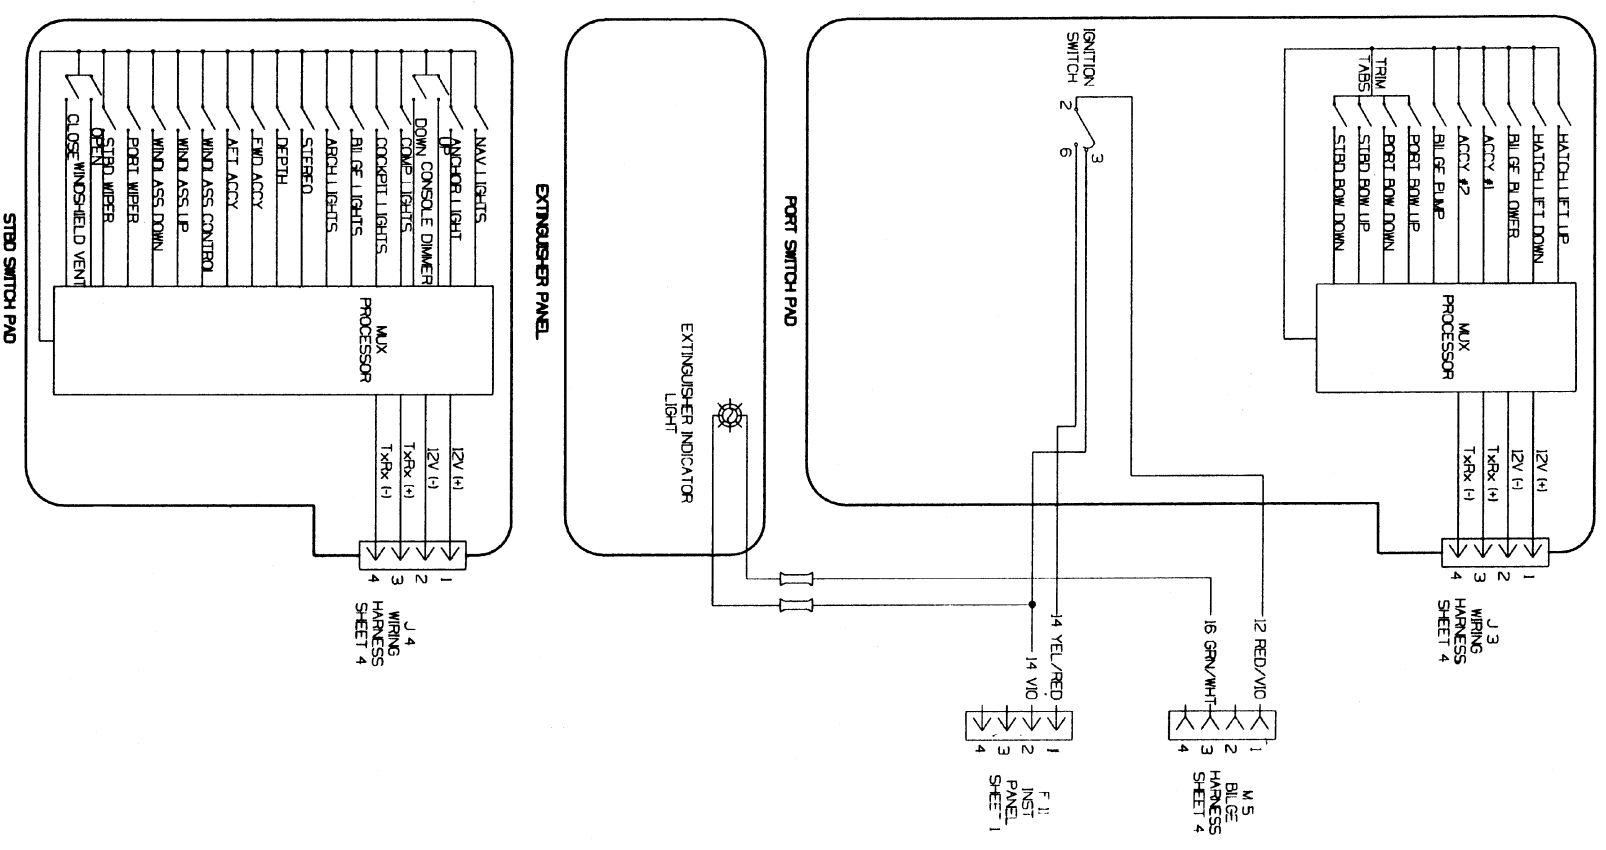 HATCH LIFT UP
HATCH LIFT DOWN
BILGE BLOWER
ACCY #1
ACCY #2
BILGE PUMP
PORT BOW UP
PORT BOW DOWN
STBD BOW UP
STBD BOW DOWN
TRIM
TABS
MUX
PROCESSOR
12V (+)
12V (-)
TxRx (+)
TxRx (-)
1
2
3
4
J 3
WIRING
HARNESS
SHEET 4
IGNITION
SWITCH
2
3
6
PORT SWITCH PAD
12 RED/VIO
16 GRN/WHT
1
2
3
4
M 5
BILGE
HARNESS
SHEET 4
14 YEL/RED
14 VIO
1
2
3
4
F 11
INST
PANEL
SHEET 1
EXTINGUISHER INDICATOR
LIGHT
EXTINGUISHER PANEL
NAV LIGHTS
ANCHOR LIGHT
UP
CONSOLE DIMMER
DOWN
COMP LIGHTS
COCKPIT LIGHTS
BILGE LIGHTS
ARCH LIGHTS
STEREO
DEPTH
FWD ACCY
AFT ACCY
WINDLASS CONTROL
WINDLASS UP
WINDLASS DOWN
PORT WIPER
STBD WIPER
OPEN
WINDSHIELD VENT
CLOSE
MUX
PROCESSOR
12V (+)
12V (-)
TxRx (+)
TxRx (-)
1
2
3
4
J 4
WIRING
HARNESS
SHEET 4
STBD SWITCH PAD